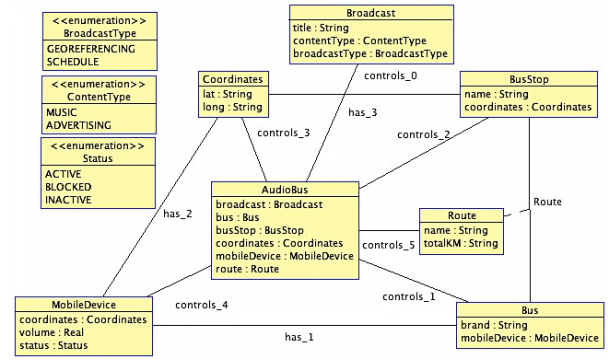 <<enumeration>>
BroadcastType
GEOREFERENCING
SCHEDULE
<<enumeration>>
ContentType
MUSIC
ADVERTISING
<<enumeration>>
Status
ACTIVE
BLOCKED
INACTIVE
Broadcast
title : String
contentType : ContentType
broadcastType : BroadcastType
controls_0
Coordinates
lat : String
long : String
has_3
controls_3
BusStop
name : String
coordinates : Coordinates
controls_2
has_2
AudioBus
broadcast : Broadcast
bus : Bus
busStop : BusStop
coordinates : Coordinates
mobileDevice : MobileDevice
route : Route
controls_5
Route
name : String
totalKM : String
Route
controls_4
controls_1
MobileDevice
coordinates : Coordinates
volume : Real
status : Status
has_1
Bus
brand : String
mobileDevice : MobileDevice